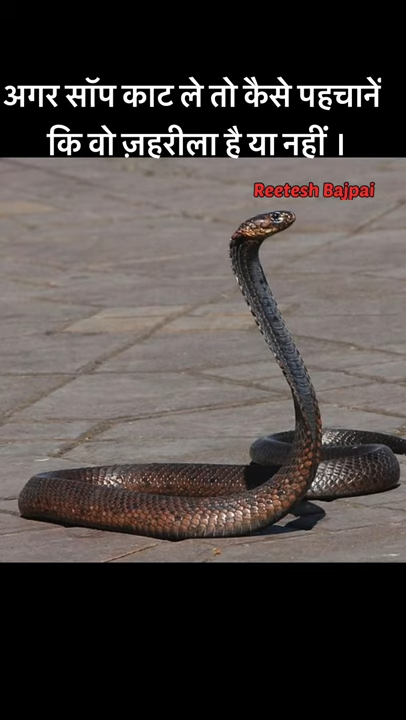 अगर सॉप काट ले तो कैसे पहचानें
कि वो ज़हरीला है या नहीं ।
Reetesh Bajpai